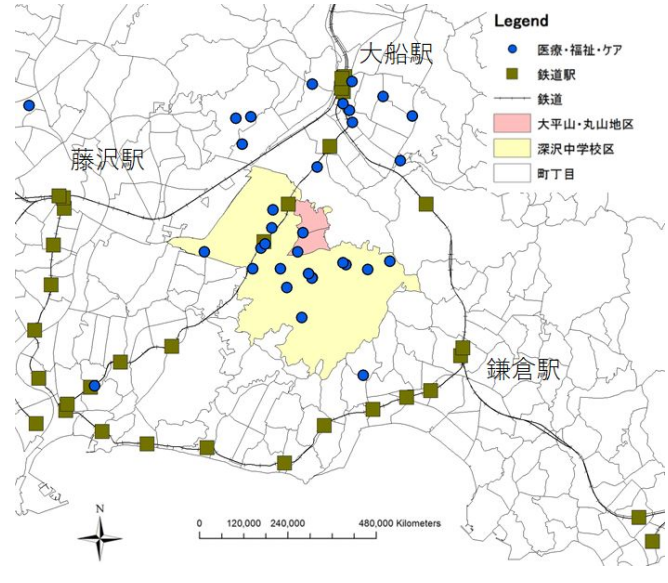 大船駅
藤沢駅
鎌倉駅
Legend
医療・福祉・ケア
鉄道駅
鉄道
大平山・丸山地区
深沢中学校区
町丁目
N
0 120,000 240,000 480,000 Kilometers